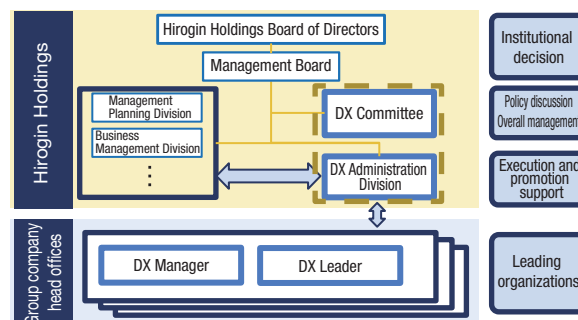 Hirogin Holdings
Hirogin Holdings Board of Directors
Management Board
Management
Planning Division
Business
Management Division
⋮
DX Committee
DX Administration
Division
Institutional
decision
Policy discussion
Overall management
Execution and
promotion
support
Group company
head offices
DX Manager
DX Leader
Leading
organizations